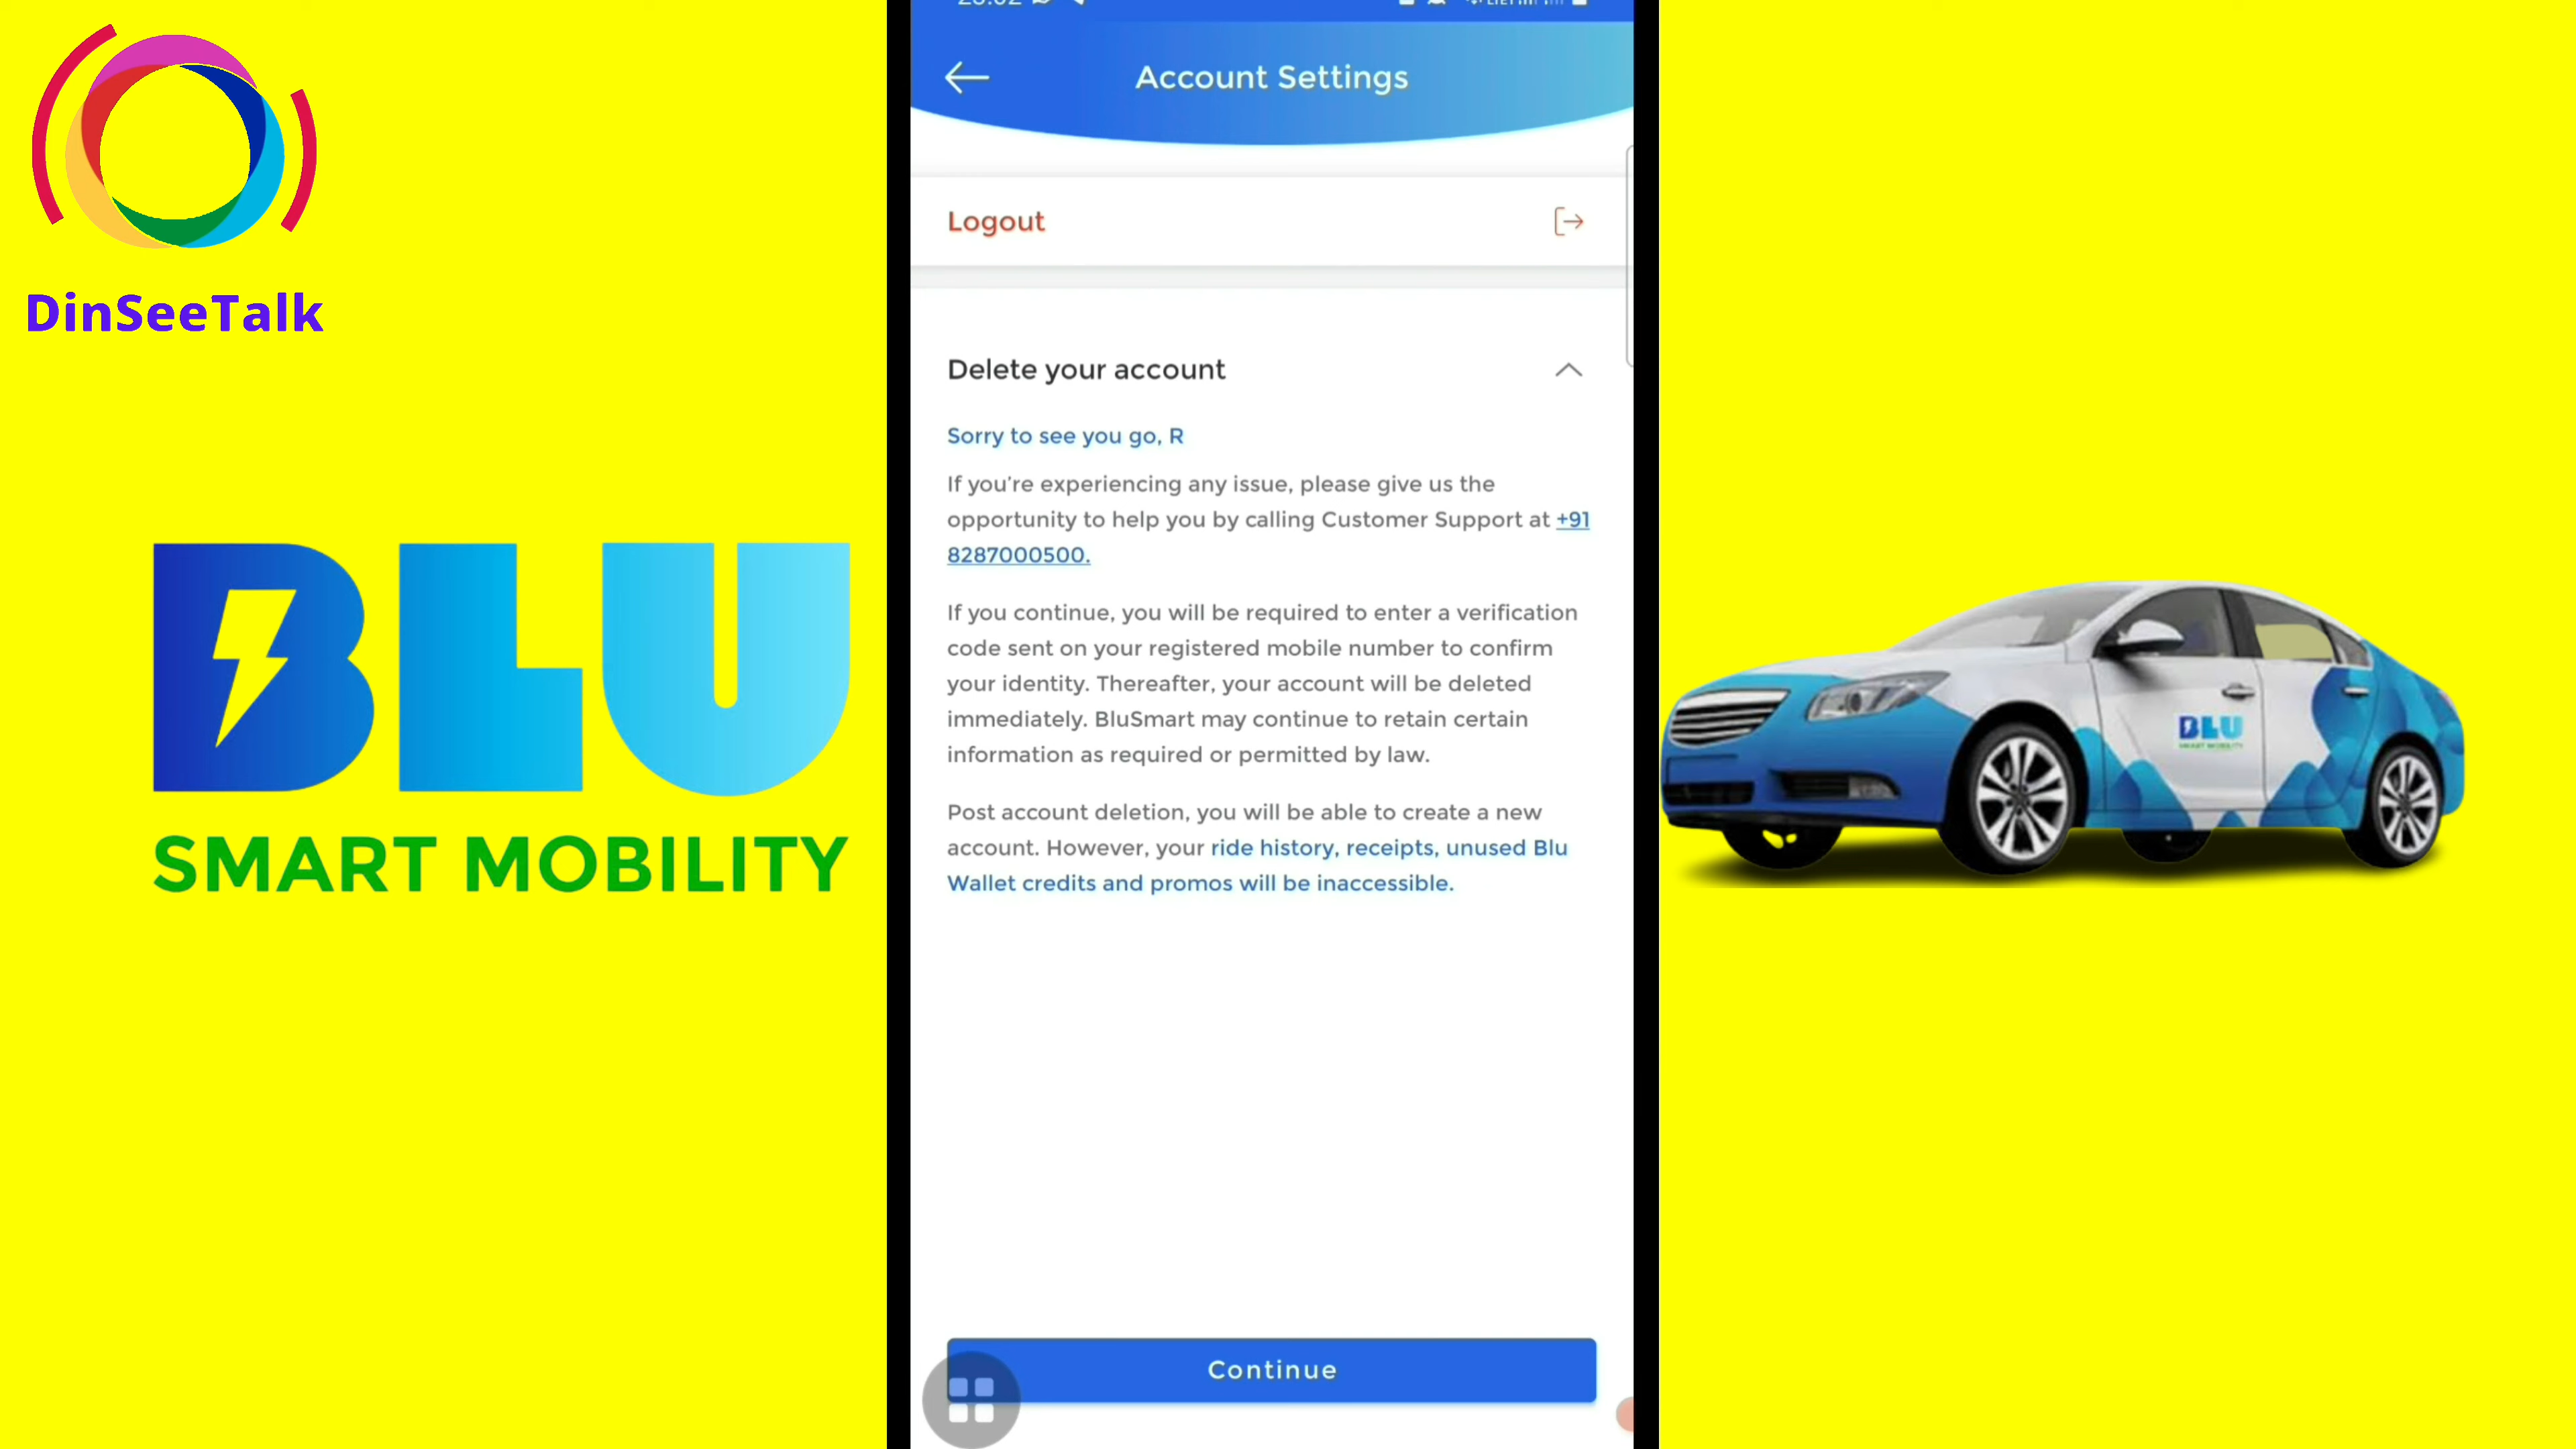 DinSeeTalk
BLU
SMART MOBILITY
Account Settings
Logout
Delete your account
Sorry to see you go, R
If you're experiencing any issue, please give us the
opportunity to help you by calling Customer Support at +91
8287000500.
If you continue, you will be required to enter a verification
code sent on your registered mobile number to confirm
your identity. Thereafter, your account will be deleted
immediately. BluSmart may continue to retain certain
information as required or permitted by law.
Post account deletion, you will be able to create a new
account. However, your ride history, receipts, unused Blu
Wallet credits and promos will be inaccessible.
Continue
BLU
SMART MOBILITY